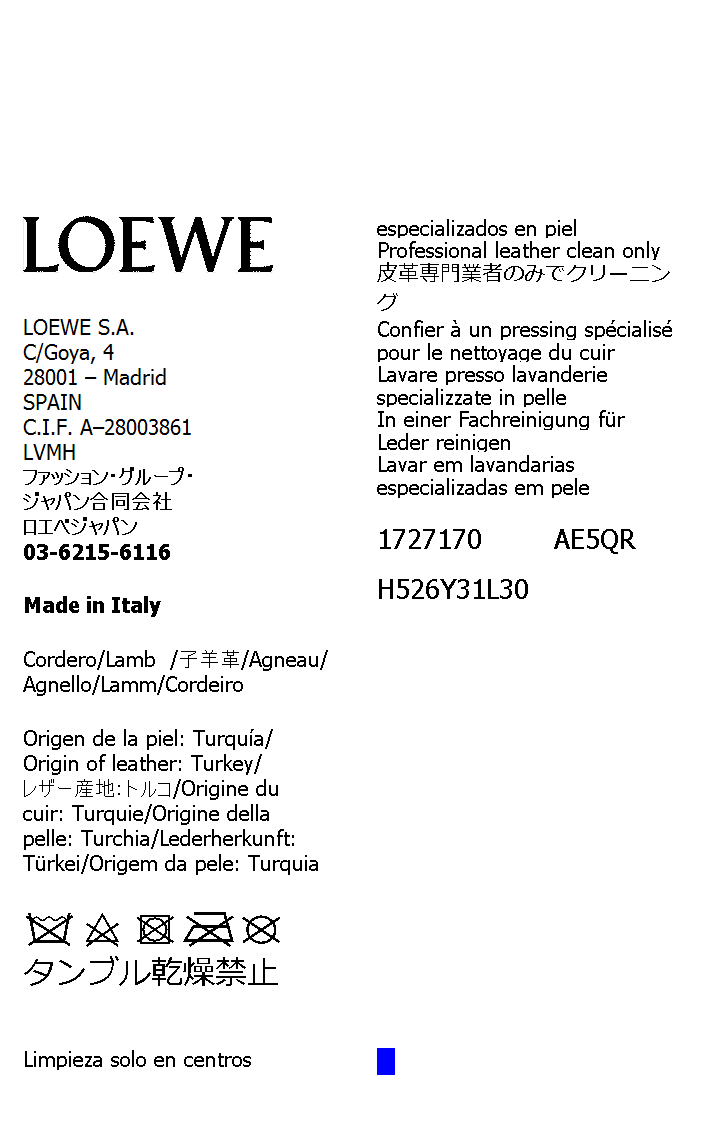 LOEWE
LOEWE S.A.
C/Goya, 4
28001 – Madrid
SPAIN
C.I.F. A–28003861
LVMH
ファッション・グループ・
ジャパン合同会社
ロエベジャパン
03-6215-6116
Made in Italy
Cordero/Lamb /子羊革/Agneau/
Agnello/Lamm/Cordeiro
Origen de la piel: Turquía/
Origin of leather: Turkey/
レザー産地:トルコ/Origine du
cuir: Turquie/Origine della
pelle: Turchia/Lederherkunft:
Türkei/Origem da pele: Turquia
タンブル乾燥禁止
Limpieza solo en centros
especializados en piel
Professional leather clean only
皮革専門業者のみでクリーニン
グ
Confier à un pressing spécialisé
pour le nettoyage du cuir
Lavare presso lavanderie
specializzate in pelle
In einer Fachreinigung für
Leder reinigen
Lavar em lavandarias
especializadas em pele
1727170 AE5QR
H526Y31L30